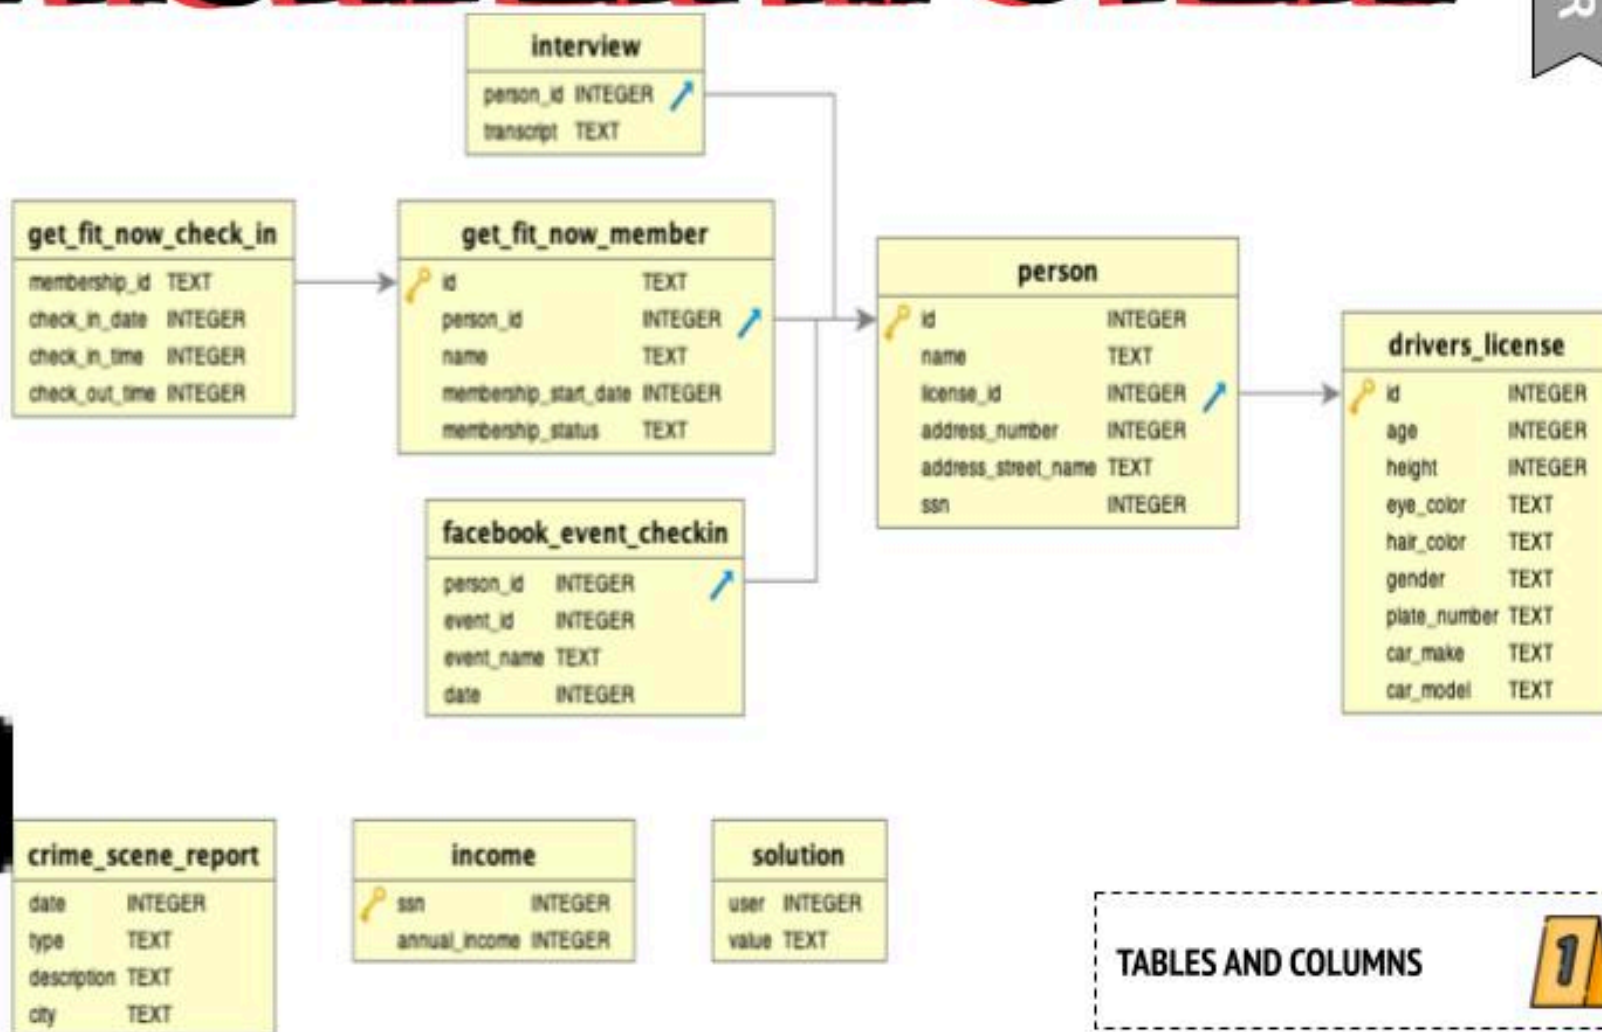 interview
person_id INTEGER
transcript TEXT
get_fit_now_check_in
membership_id TEXT
check_in_date INTEGER
check_in_time INTEGER
check_out_time INTEGER
get_fit_now_member
id TEXT
person_id INTEGER
name TEXT
membership_start_date INTEGER
membership_status TEXT
person
id INTEGER
name TEXT
license_id INTEGER
address_number INTEGER
address_street_name TEXT
ssn INTEGER
drivers_license
id INTEGER
age INTEGER
height INTEGER
eye_color TEXT
hair_color TEXT
gender TEXT
plate_number TEXT
car_make TEXT
car_model TEXT
facebook_event_checkin
person_id INTEGER
event_id INTEGER
event_name TEXT
date INTEGER
crime_scene_report
date INTEGER
type TEXT
description TEXT
city TEXT
income
ssn INTEGER
annual_income INTEGER
solution
user INTEGER
value TEXT
TABLES AND COLUMNS
1
R